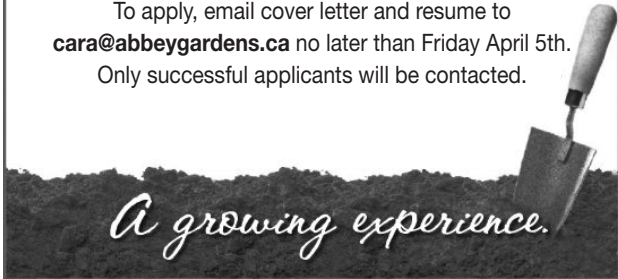 To apply, email cover letter and resume to
cara@abbeygardens.ca no later than Friday April 5th.
Only successful applicants will be contacted.
A growing experience.